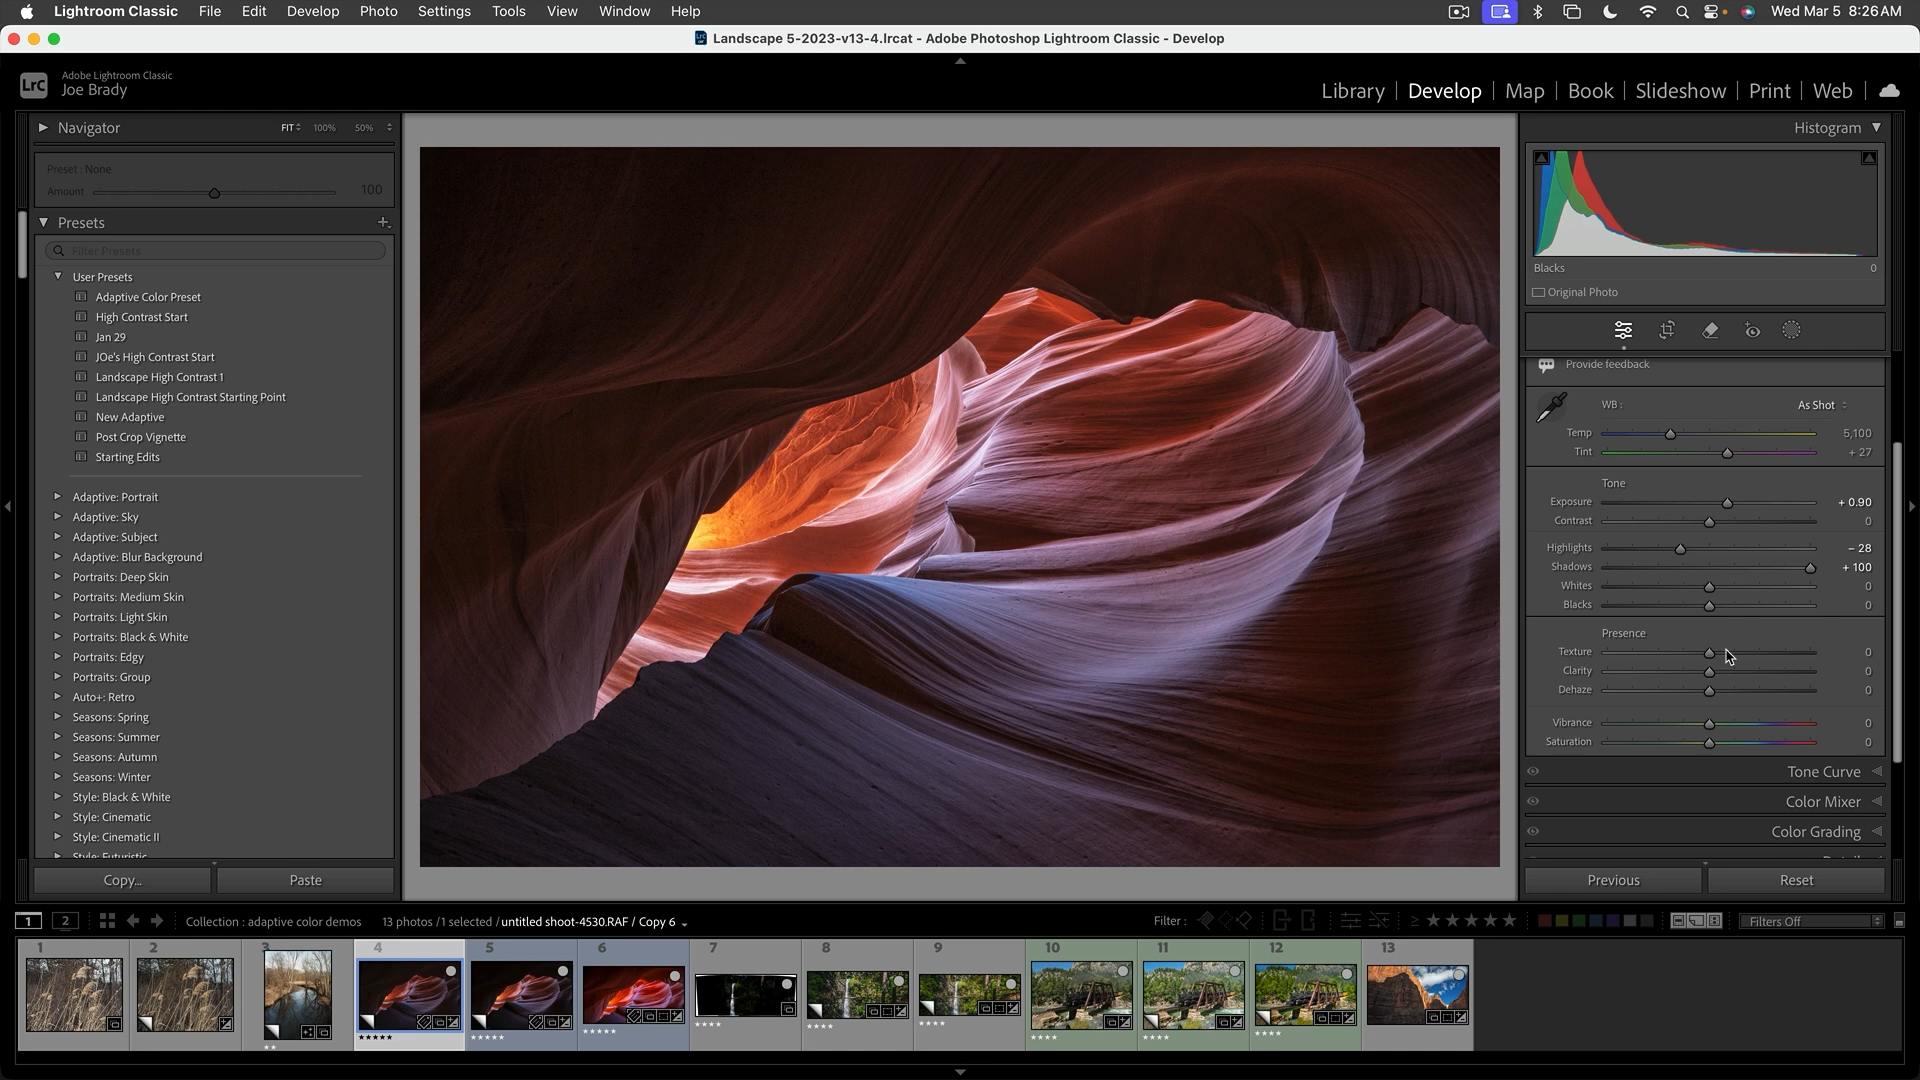 Lightroom Classic File Edit Develop Photo Settings Tools View Window Help Wed Mar 5 8:26 AM
Landscape 5-2023-v13-4.lrcat - Adobe Photoshop Lightroom Classic - Develop
LrC Adobe Lightroom Classic
Joe Brady
Library | Develop | Map | Book | Slideshow | Print | Web |
Navigator FIT 100% 50%
Preset : None
Amount 100
Presets
Filter Presets
User Presets
Adaptive Color Preset
High Contrast Start
Jan 29
JOe's High Contrast Start
Landscape High Contrast 1
Landscape High Contrast Starting Point
New Adaptive
Post Crop Vignette
Starting Edits
Adaptive: Portrait
Adaptive: Sky
Adaptive: Subject
Adaptive: Blur Background
Portraits: Deep Skin
Portraits: Medium Skin
Portraits: Light Skin
Portraits: Black & White
Portraits: Edgy
Portraits: Group
Auto+: Retro
Seasons: Spring
Seasons: Summer
Seasons: Autumn
Seasons: Winter
Style: Black & White
Style: Cinematic
Style: Cinematic II
Style: Futuristic
Copy... Paste
Histogram
Blacks 0
Original Photo
Provide feedback
WB : As Shot
Temp 5,100
Tint + 27
Tone
Exposure + 0.90
Contrast 0
Highlights – 28
Shadows + 100
Whites 0
Blacks 0
Presence
Texture 0
Clarity 0
Dehaze 0
Vibrance 0
Saturation 0
Tone Curve
Color Mixer
Color Grading
Detail
Previous Reset
1 2 Collection : adaptive color demos 13 photos / 1 selected / untitled shoot-4530.RAF / Copy 6 Filter : Filters Off
1 2 3 4 5 6 7 8 9 10 11 12 13